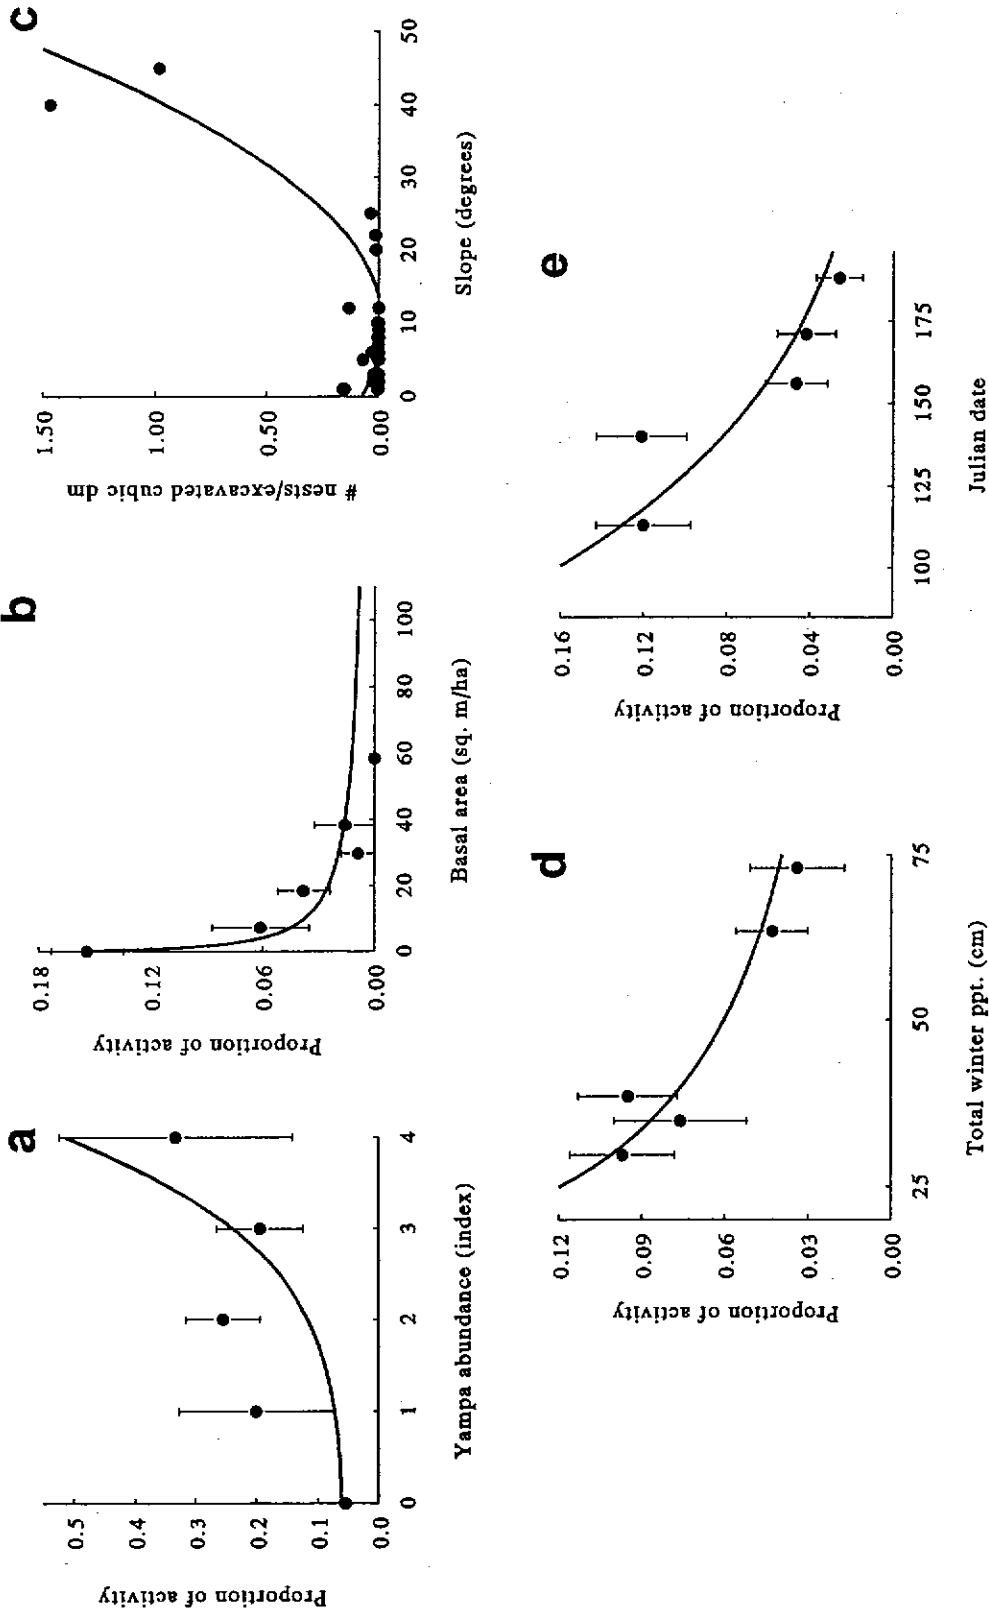 a
Proportion of activity
0.5
0.4
0.3
0.2
0.1
0.0
0 1 2 3 4
Yampa abundance (index)
b
Proportion of activity
0.18
0.12
0.06
0.00
0 20 40 60 80 100
Basal area (sq. m/ha)
c
# nests/excavated cubic dm
1.50
1.00
0.50
0.00
0 10 20 30 40 50
Slope (degrees)
d
Proportion of activity
0.12
0.09
0.06
0.03
0.00
25 50 75
Total winter ppt. (cm)
e
Proportion of activity
0.16
0.12
0.08
0.04
0.00
100 125 150 175
Julian date